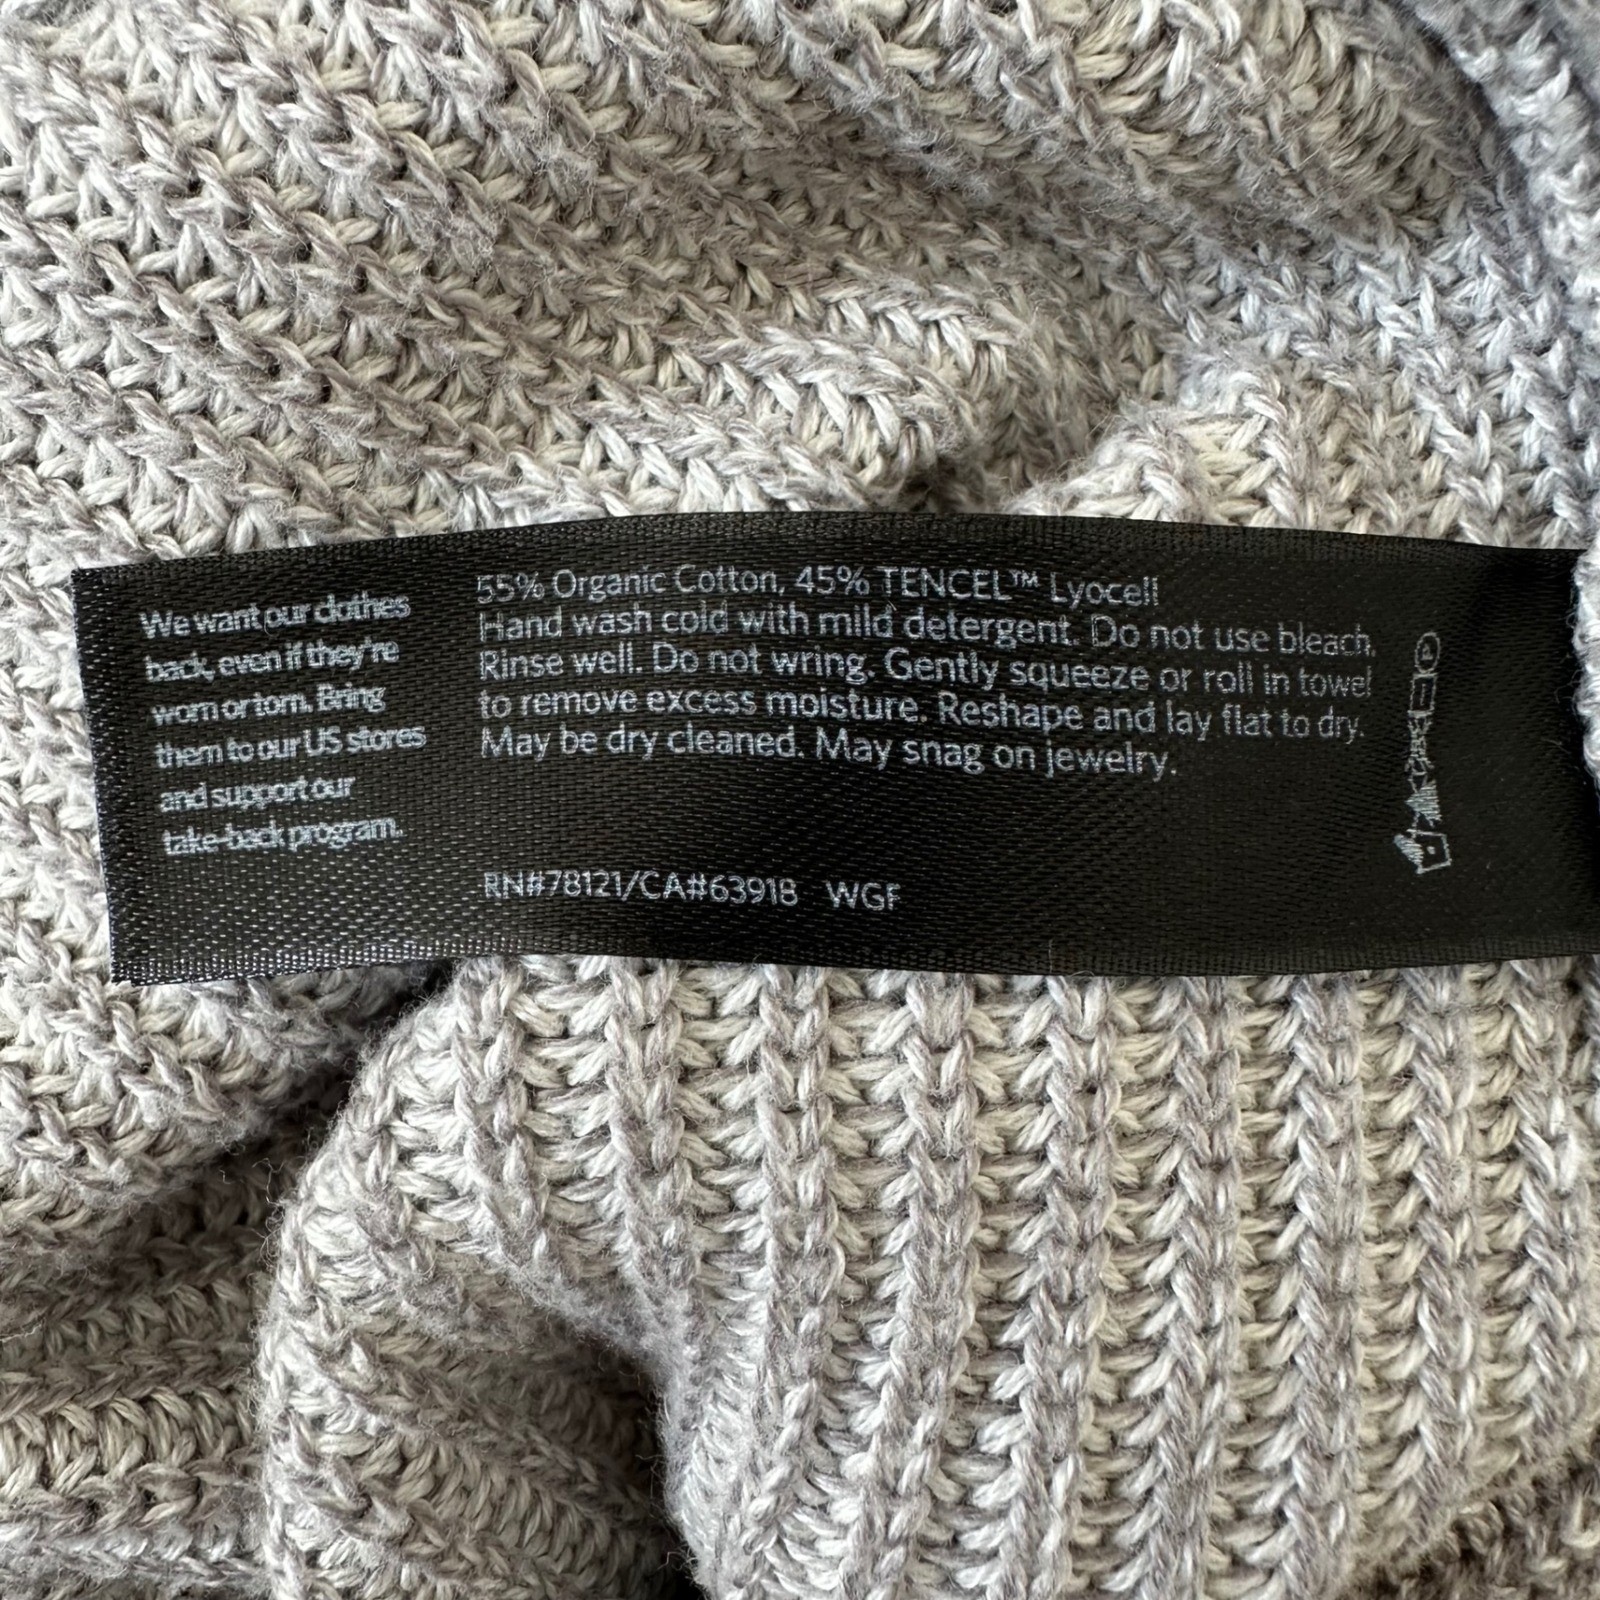 We want our clothes
back, even if they're
worn or torn. Bring
them to our US stores
and support our
take-back program.
55% Organic Cotton, 45% TENCEL™ Lyocell
Hand wash cold with mild detergent. Do not use bleach.
Rinse well. Do not wring. Gently squeeze or roll in towel
to remove excess moisture. Reshape and lay flat to dry.
May be dry cleaned. May snag on jewelry.
RN#78121/CA#63918 WGF